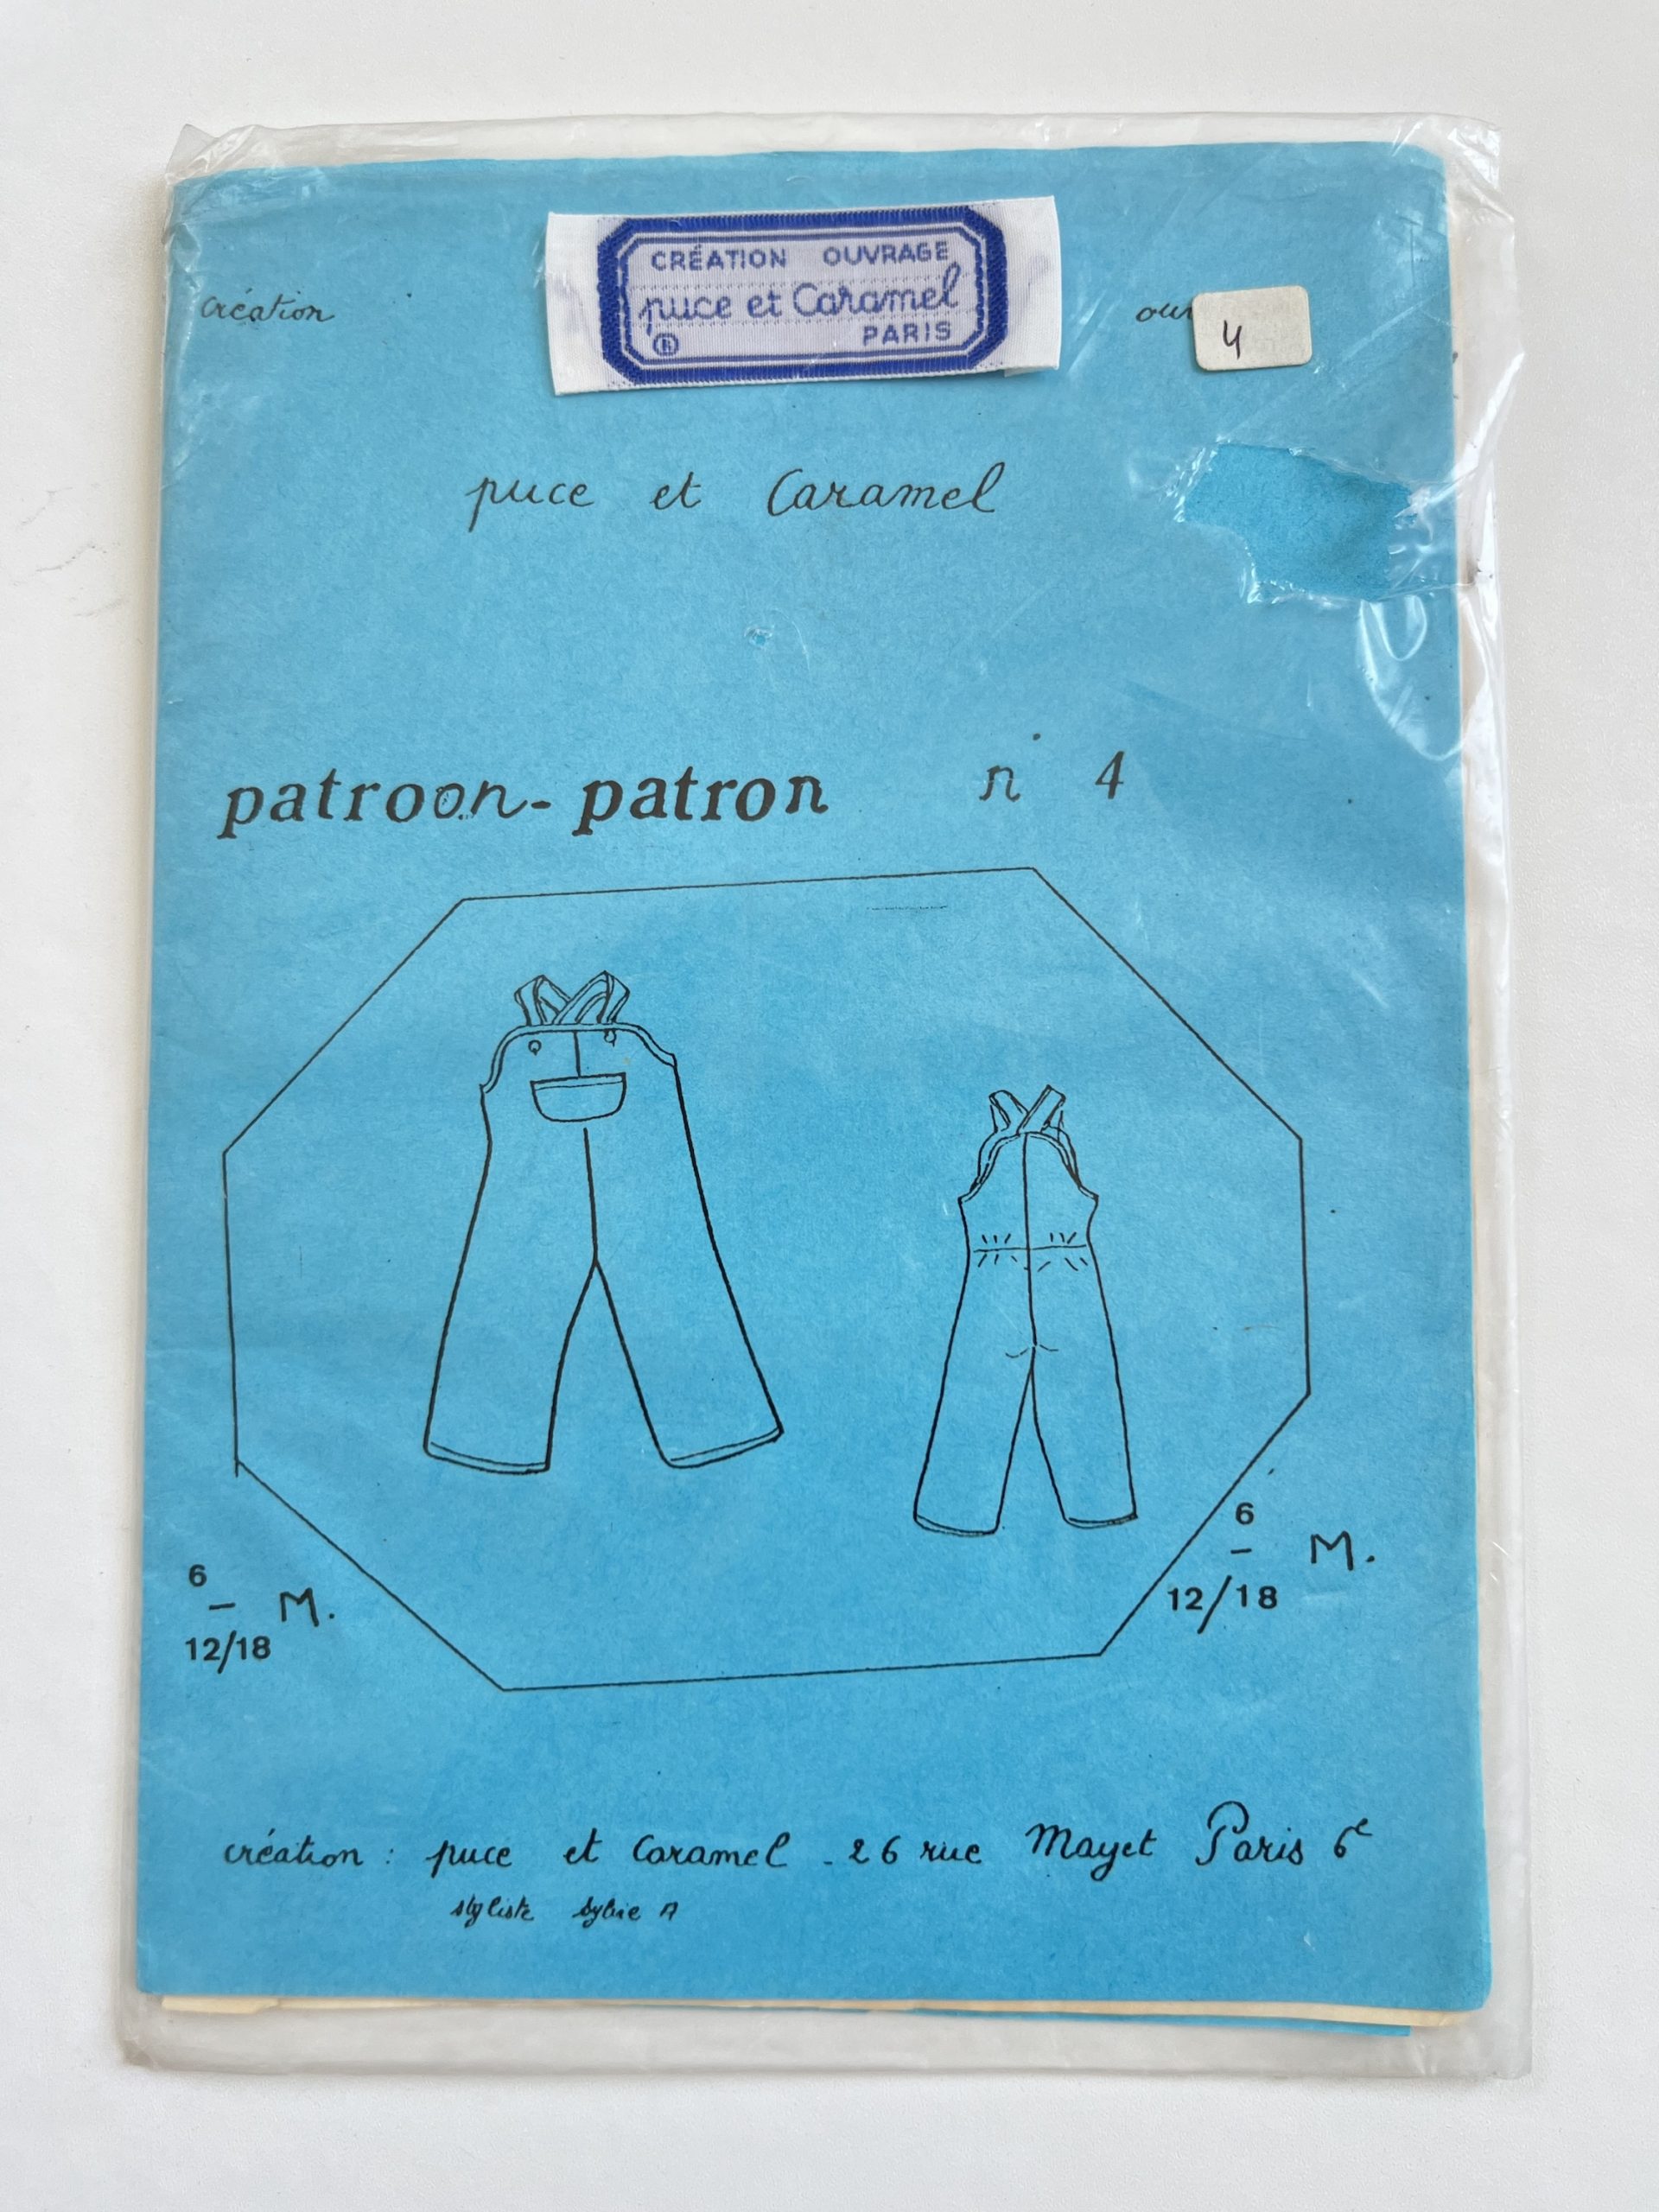 CRÉATION OUVRAGE
puce et Caramel
® PARIS
création
4
puce et Caramel
patroon-patron n° 4
6
— M.
12/18
6
— M.
12/18
création : puce et Caramel - 26 rue Mayet Paris 6e
styliste Sylvie A